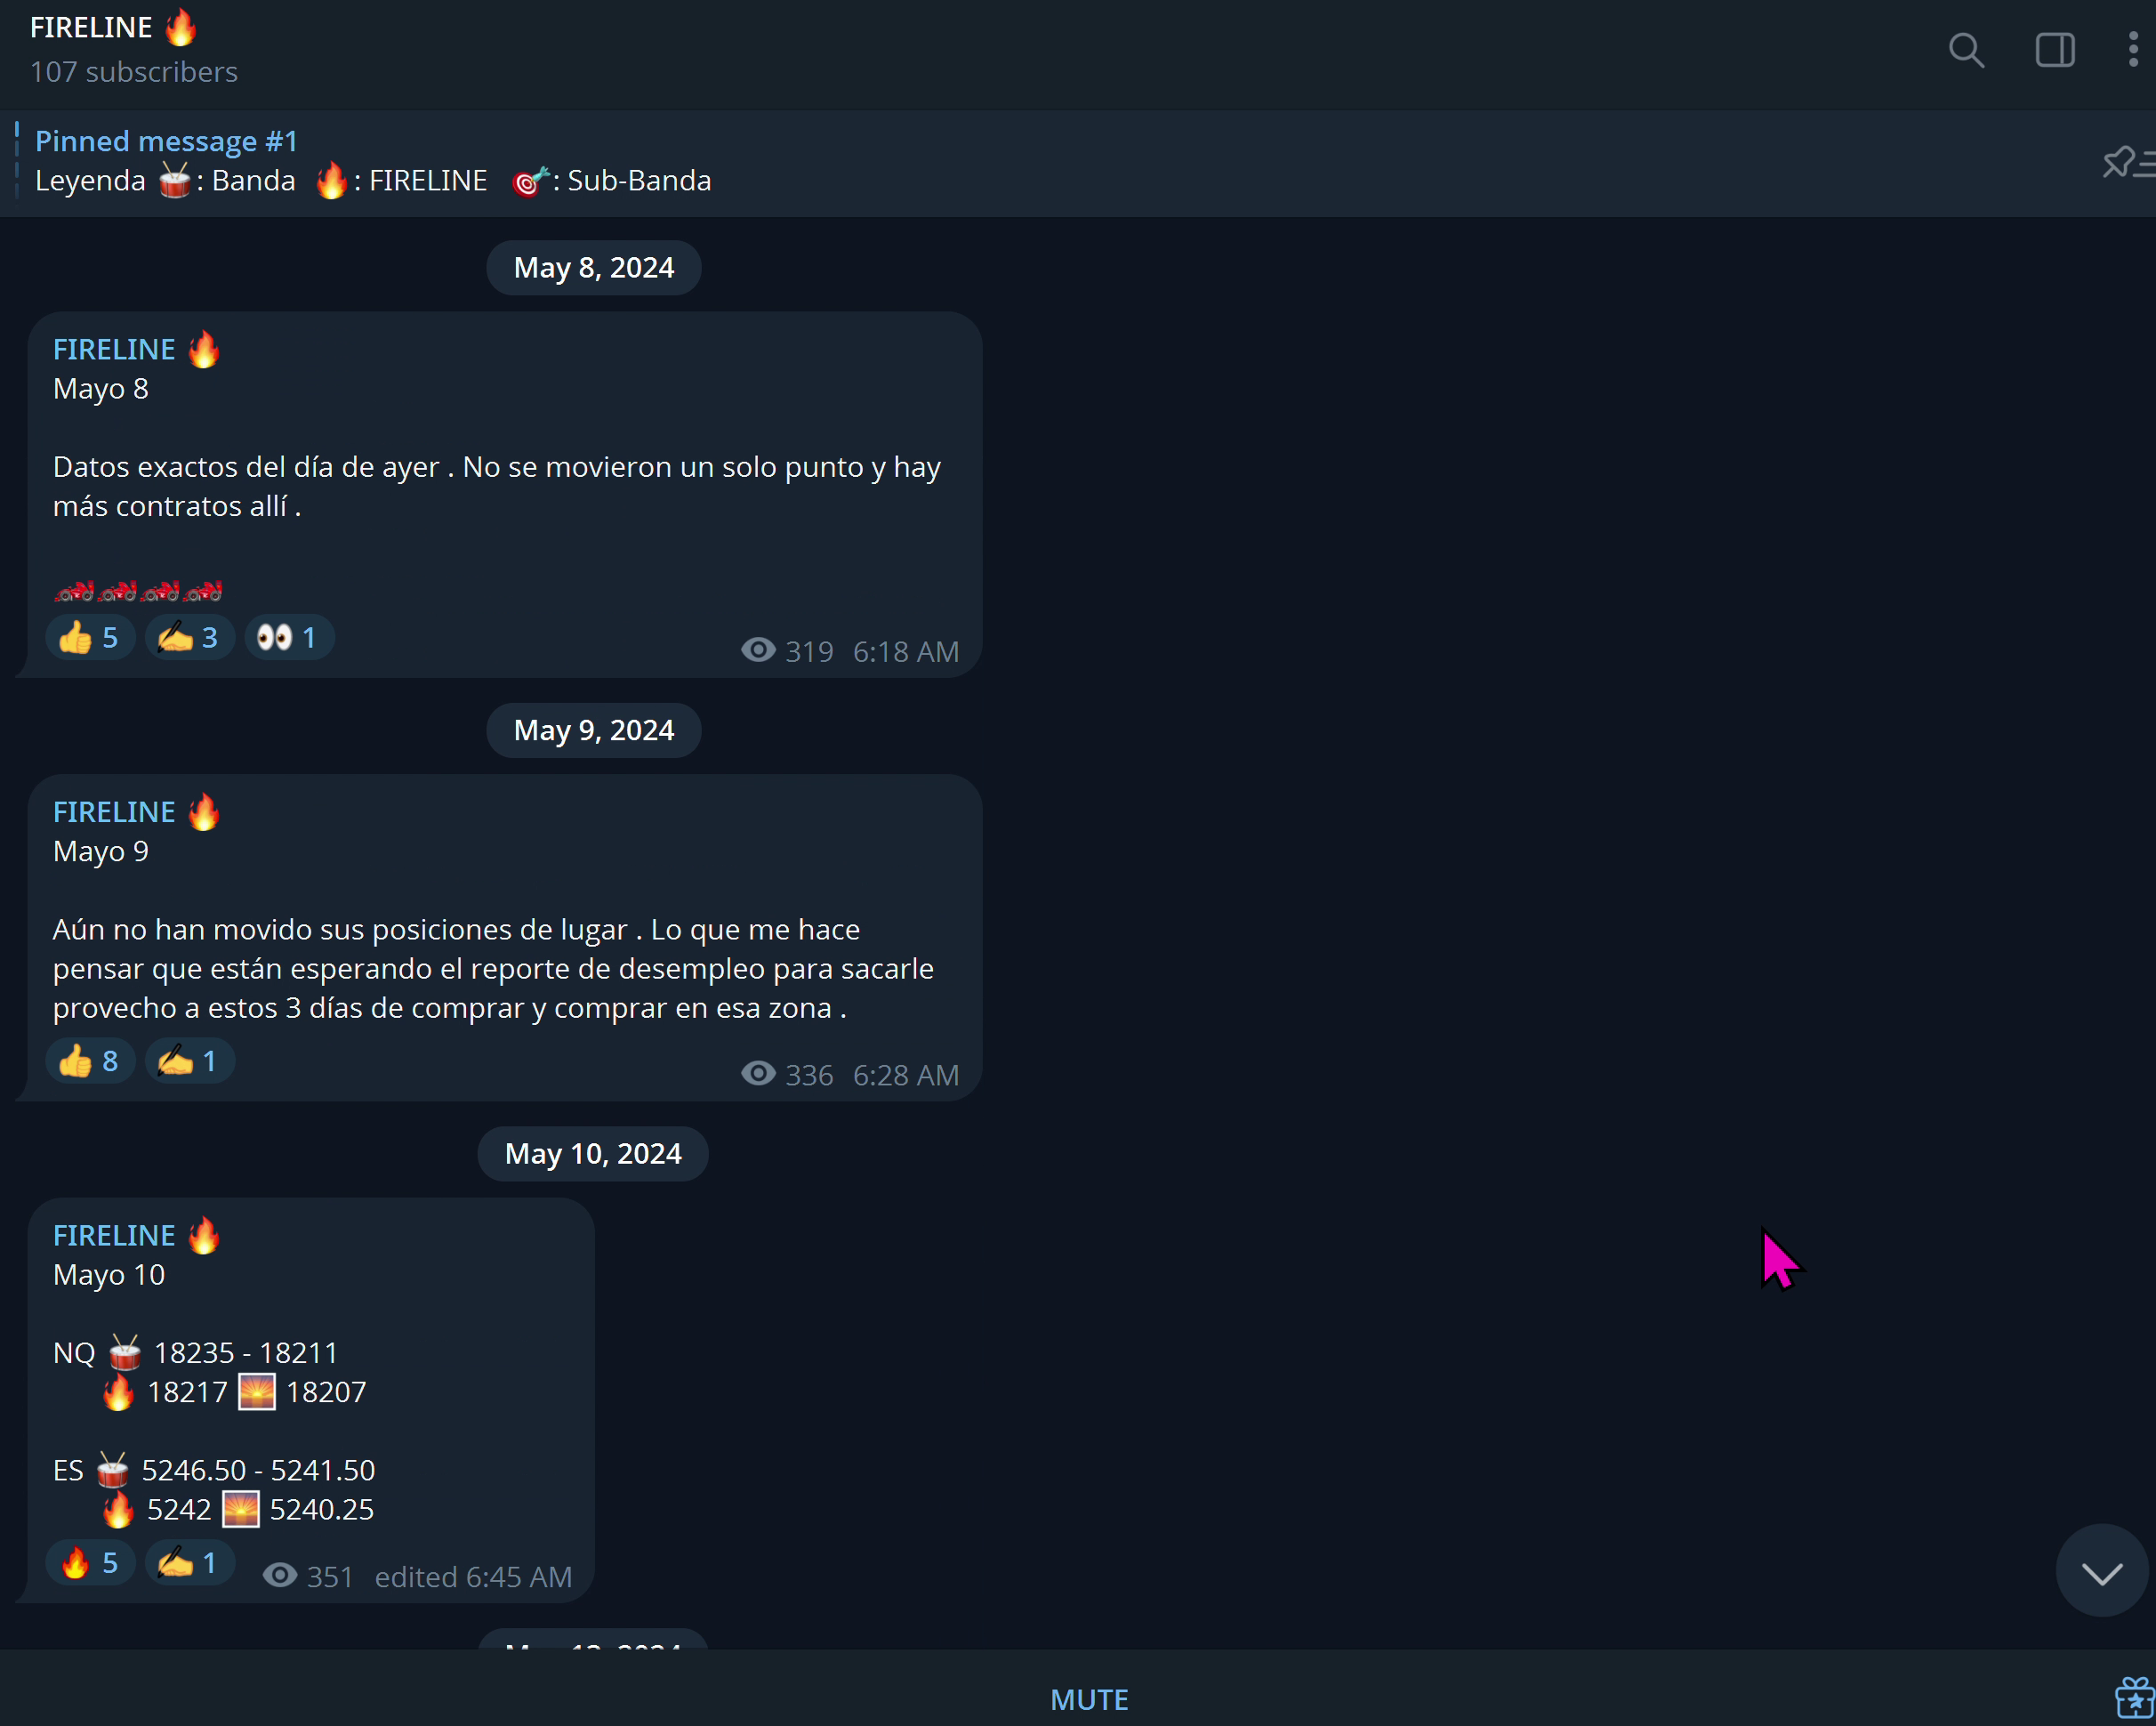 FIRELINE 🔥
107 subscribers
Pinned message #1
Leyenda 🥁: Banda 🔥: FIRELINE 🎯: Sub-Banda
May 8, 2024
FIRELINE 🔥
Mayo 8
Datos exactos del día de ayer . No se movieron un solo punto y hay
más contratos allí .
🏎🏎🏎🏎
👍 5 ✍ 3 👀 1 319 6:18 AM
May 9, 2024
FIRELINE 🔥
Mayo 9
Aún no han movido sus posiciones de lugar . Lo que me hace
pensar que están esperando el reporte de desempleo para sacarle
provecho a estos 3 días de comprar y comprar en esa zona .
👍 8 ✍ 1 336 6:28 AM
May 10, 2024
FIRELINE 🔥
Mayo 10
NQ 🥁 18235 - 18211
🔥 18217 🌅 18207
ES 🥁 5246.50 - 5241.50
🔥 5242 🌅 5240.25
🔥 5 ✍ 1 351 edited 6:45 AM
MUTE